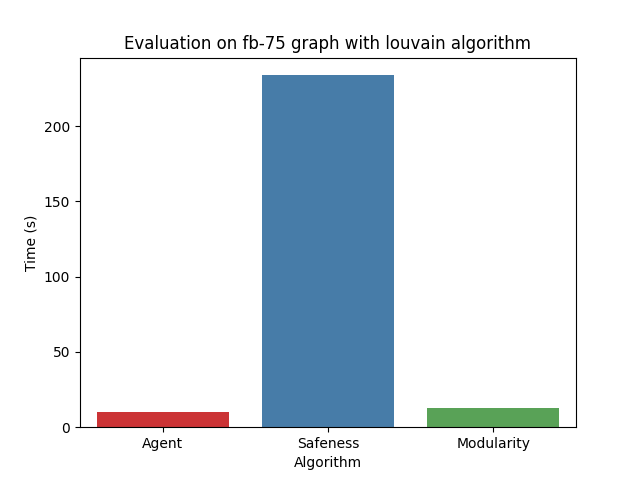 Evaluation on fb-75 graph with louvain algorithm
Time (s)
200
150
100
50
0
Agent Safeness Modularity
Algorithm